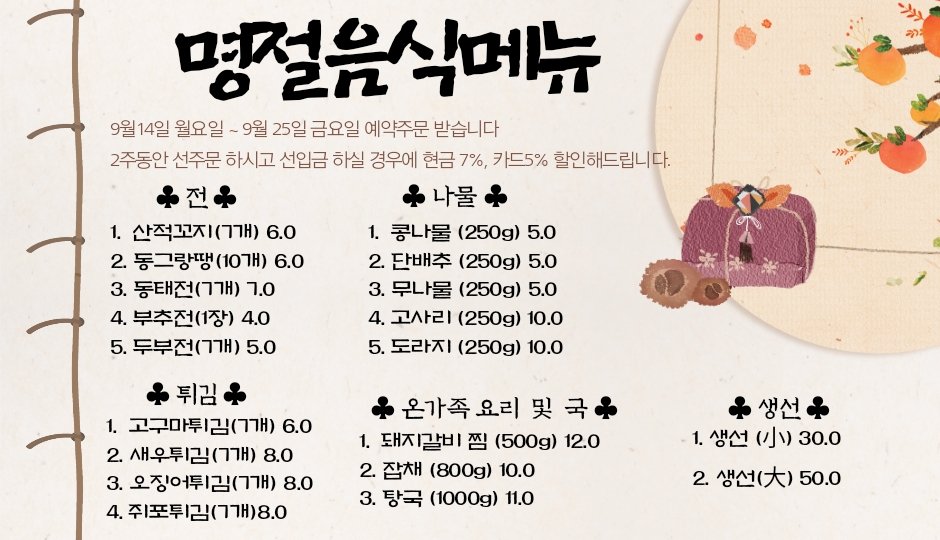 명절음식메뉴
9월14일 월요일 ~ 9월 25일 금요일 예약주문 받습니다
2주동안 선주문 하시고 선입금 하실 경우에 현금 7%, 카드5% 할인해드립니다.
♣ 전 ♣
1. 산적꼬지(7개) 6.0
2. 동그랑땡(10개) 6.0
3. 동태전(7개) 7.0
4. 부추전(1장) 4.0
5. 두부전(7개) 5.0
♣ 나물 ♣
1. 콩나물 (250g) 5.0
2. 단배추 (250g) 5.0
3. 무나물 (250g) 5.0
4. 고사리 (250g) 10.0
5. 도라지 (250g) 10.0
♣ 튀김 ♣
1. 고구마튀김(7개) 6.0
2. 새우튀김(7개) 8.0
3. 오징어튀김(7개) 8.0
4. 쥐포튀김(7개)8.0
♣ 온가족 요리 및 국 ♣
1. 돼지갈비 찜 (500g) 12.0
2. 잡채 (800g) 10.0
3. 탕국 (1000g) 11.0
♣ 생선 ♣
1. 생선 (小) 30.0
2. 생선(大) 50.0